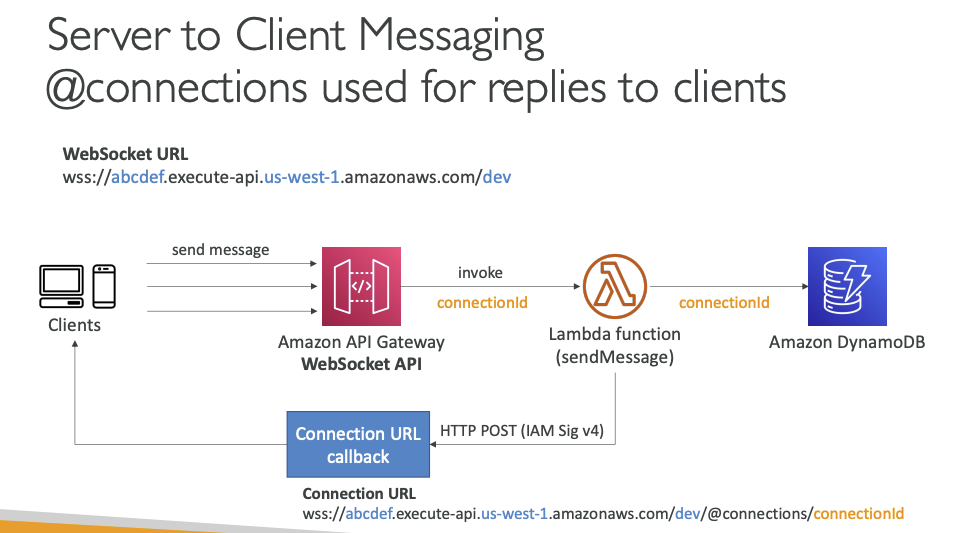 Server to Client Messaging
@connections used for replies to clients
WebSocket URL
wss://abcdef.execute-api.us-west-1.amazonaws.com/dev
send message
invoke
connectionId
connectionId
</>
Clients
Amazon API Gateway
WebSocket API
Lambda function
(sendMessage)
Amazon DynamoDB
Connection URL
callback
HTTP POST (IAM Sig v4)
Connection URL
wss://abcdef.execute-api.us-west-1.amazonaws.com/dev/@connections/connectionId